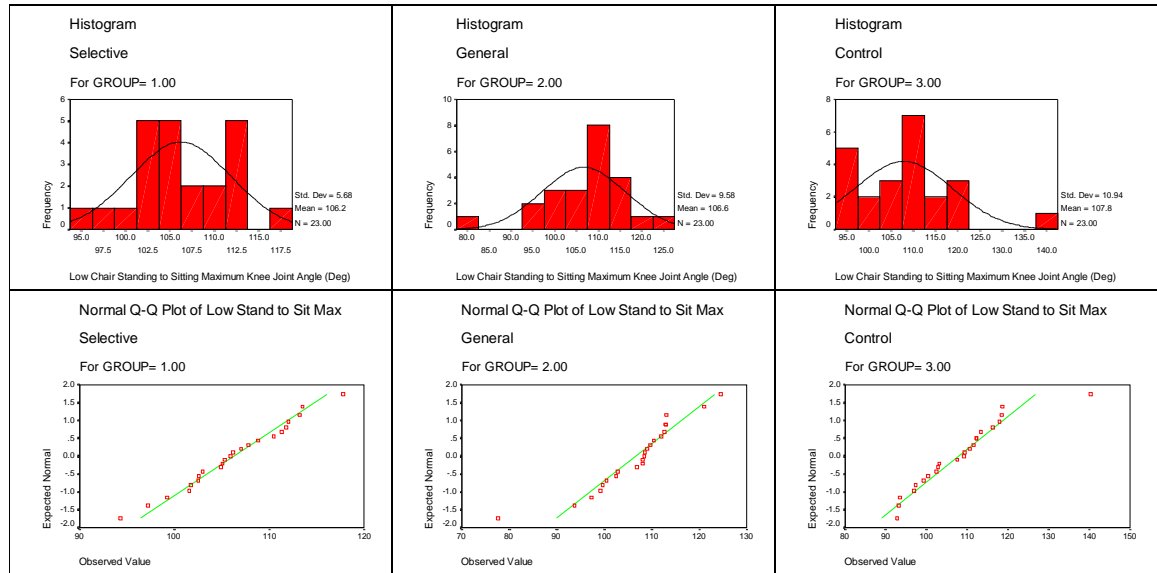 Histogram
Selective
For GROUP= 1.00
6
5
4
3
2
1
0
Frequency
Std. Dev = 5.68
Mean = 106.2
N = 23.00
95.0 100.0 105.0 110.0 115.0
97.5 102.5 107.5 112.5 117.5
Low Chair Standing to Sitting Maximum Knee Joint Angle (Deg)
Histogram
General
For GROUP= 2.00
10
8
6
4
2
0
Frequency
Std. Dev = 9.58
Mean = 106.6
N = 23.00
80.0 90.0 100.0 110.0 120.0
85.0 95.0 105.0 115.0 125.0
Low Chair Standing to Sitting Maximum Knee Joint Angle (Deg)
Histogram
Control
For GROUP= 3.00
8
6
4
2
0
Frequency
Std. Dev = 10.94
Mean = 107.8
N = 23.00
95.0 105.0 115.0 125.0 135.0
100.0 110.0 120.0 130.0 140.0
Low Chair Standing to Sitting Maximum Knee Joint Angle (Deg)
Normal Q-Q Plot of Low Stand to Sit Max
Selective
For GROUP= 1.00
2.0
1.5
1.0
.5
0.0
-.5
-1.0
-1.5
-2.0
Expected Normal
90 100 110 120
Observed Value
Normal Q-Q Plot of Low Stand to Sit Max
General
For GROUP= 2.00
2.0
1.5
1.0
.5
0.0
-.5
-1.0
-1.5
-2.0
Expected Normal
70 80 90 100 110 120 130
Observed Value
Normal Q-Q Plot of Low Stand to Sit Max
Control
For GROUP= 3.00
2.0
1.5
1.0
.5
0.0
-.5
-1.0
-1.5
-2.0
Expected Normal
80 90 100 110 120 130 140 150
Observed Value